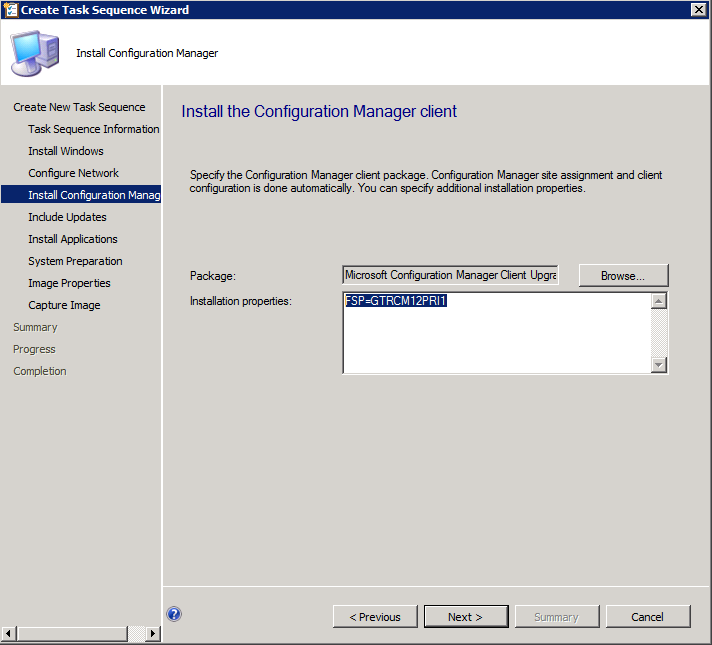 Create Task Sequence Wizard
Install Configuration Manager
Create New Task Sequence
Task Sequence Information
Install Windows
Configure Network
Install Configuration Manag
Include Updates
Install Applications
System Preparation
Image Properties
Capture Image
Summary
Progress
Completion
Install the Configuration Manager client
Specify the Configuration Manager client package. Configuration Manager site assignment and client
configuration is done automatically. You can specify additional installation properties.
Package:
Microsoft Configuration Manager Client Upgra
Browse...
Installation properties:
FSP=GTRCM12PRI1
< Previous
Next >
Summary
Cancel